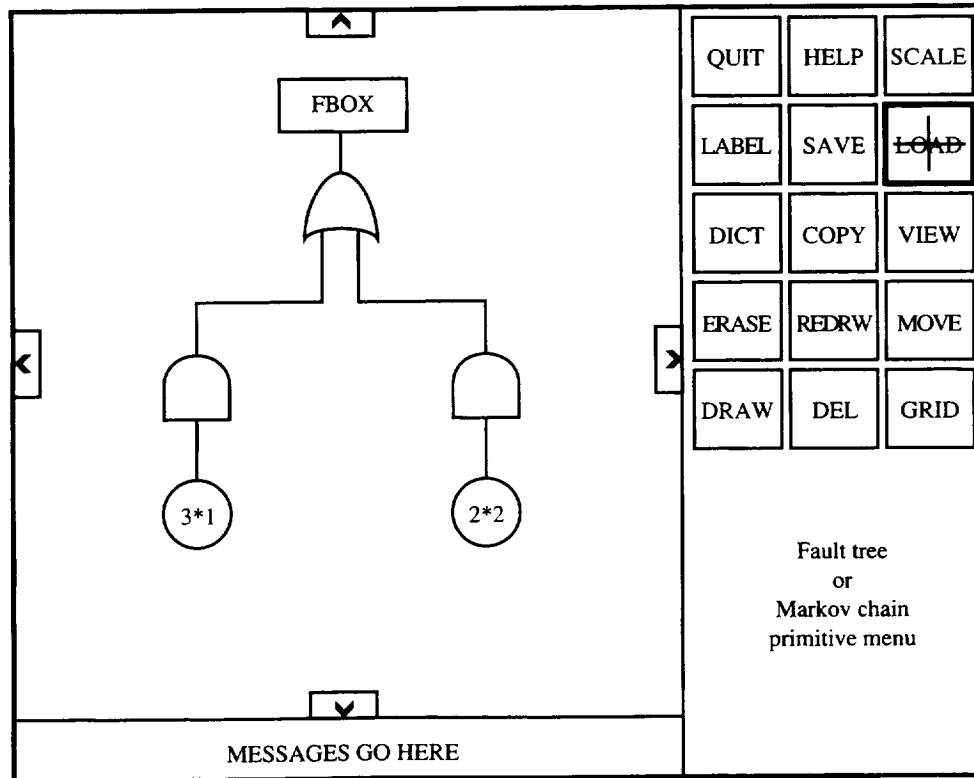 FBOX
3*1
2*2
MESSAGES GO HERE
QUIT HELP SCALE
LABEL SAVE LOAD
DICT COPY VIEW
ERASE REDRW MOVE
DRAW DEL GRID
Fault tree
or
Markov chain
primitive menu